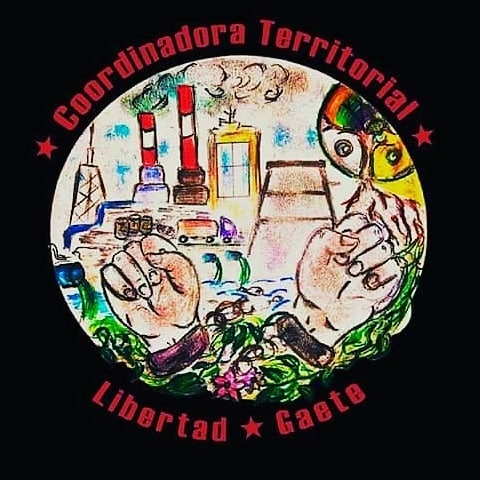 ★ Coordinadora Territorial ★
Libertad ★ Gaete